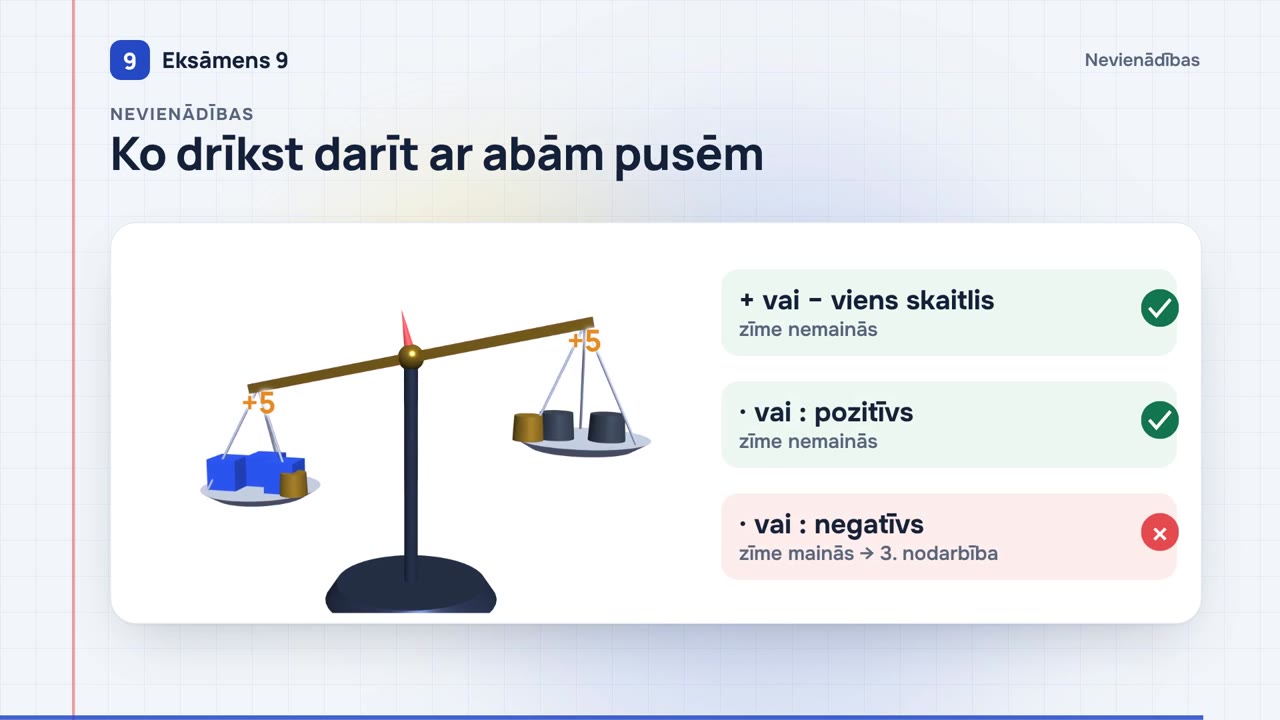 9 Eksāmens 9
Nevienādības
NEVIENĀDĪBAS
Ko drīkst darīt ar abām pusēm
+5
+5
+ vai − viens skaitlis
zīme nemainās
· vai : pozitīvs
zīme nemainās
· vai : negatīvs
zīme mainās → 3. nodarbība